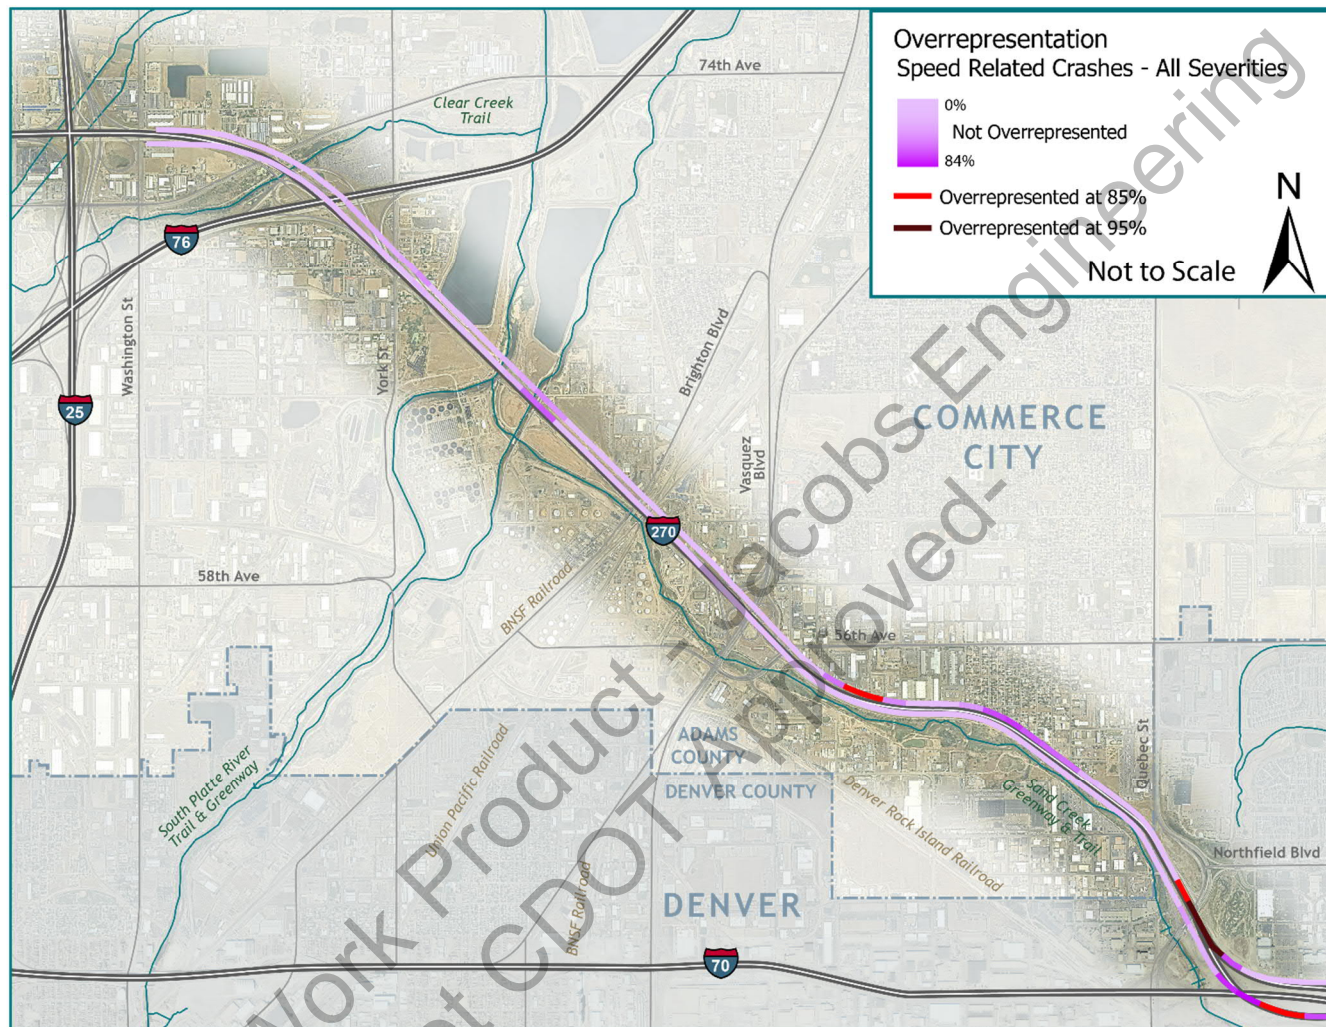 Overrepresentation
Speed Related Crashes - All Severities
0%
Not Overrepresented
84%
Overrepresented at 85%
Overrepresented at 95%
Not to Scale
N
74th Ave
Clear Creek
Trail
76
Washington St
York St
25
Brighton Blvd
Vasquez
Blvd
COMMERCE
CITY
270
58th Ave
BNSF Railroad
56th Ave
ADAMS
COUNTY
DENVER COUNTY
Quebec St
South Platte River
Trail & Greenway
Union Pacific Railroad
BNSF Railroad
Denver Rock Island Railroad
Sand Creek
Greenway & Trail
Northfield Blvd
DENVER
70
Work Product - Jacobs Engineering
CDOT Approved-